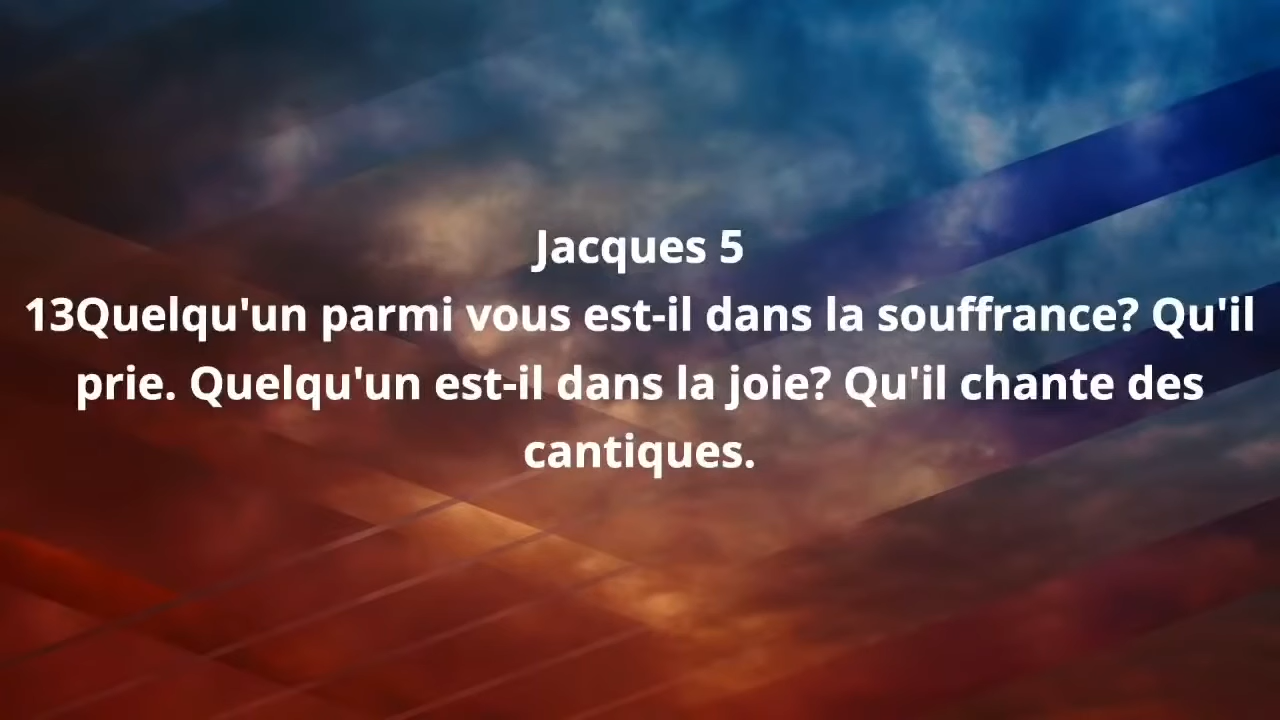 Jacques 5
13Quelqu'un parmi vous est-il dans la souffrance? Qu'il
prie. Quelqu'un est-il dans la joie? Qu'il chante des
cantiques.